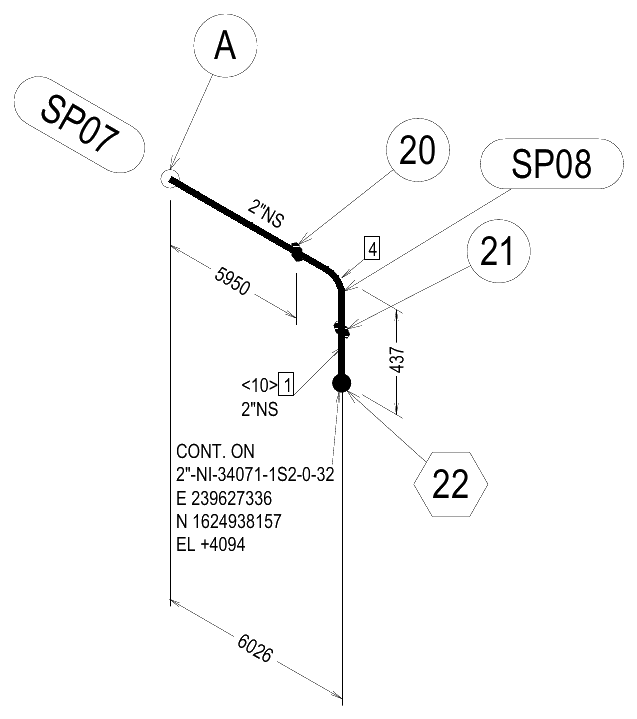 A
SP07
20
SP08
2"NS
4
21
5950
437
<10> 1
2"NS
CONT. ON
2"-NI-34071-1S2-0-32
E 239627336
N 1624938157
EL +4094
22
6026